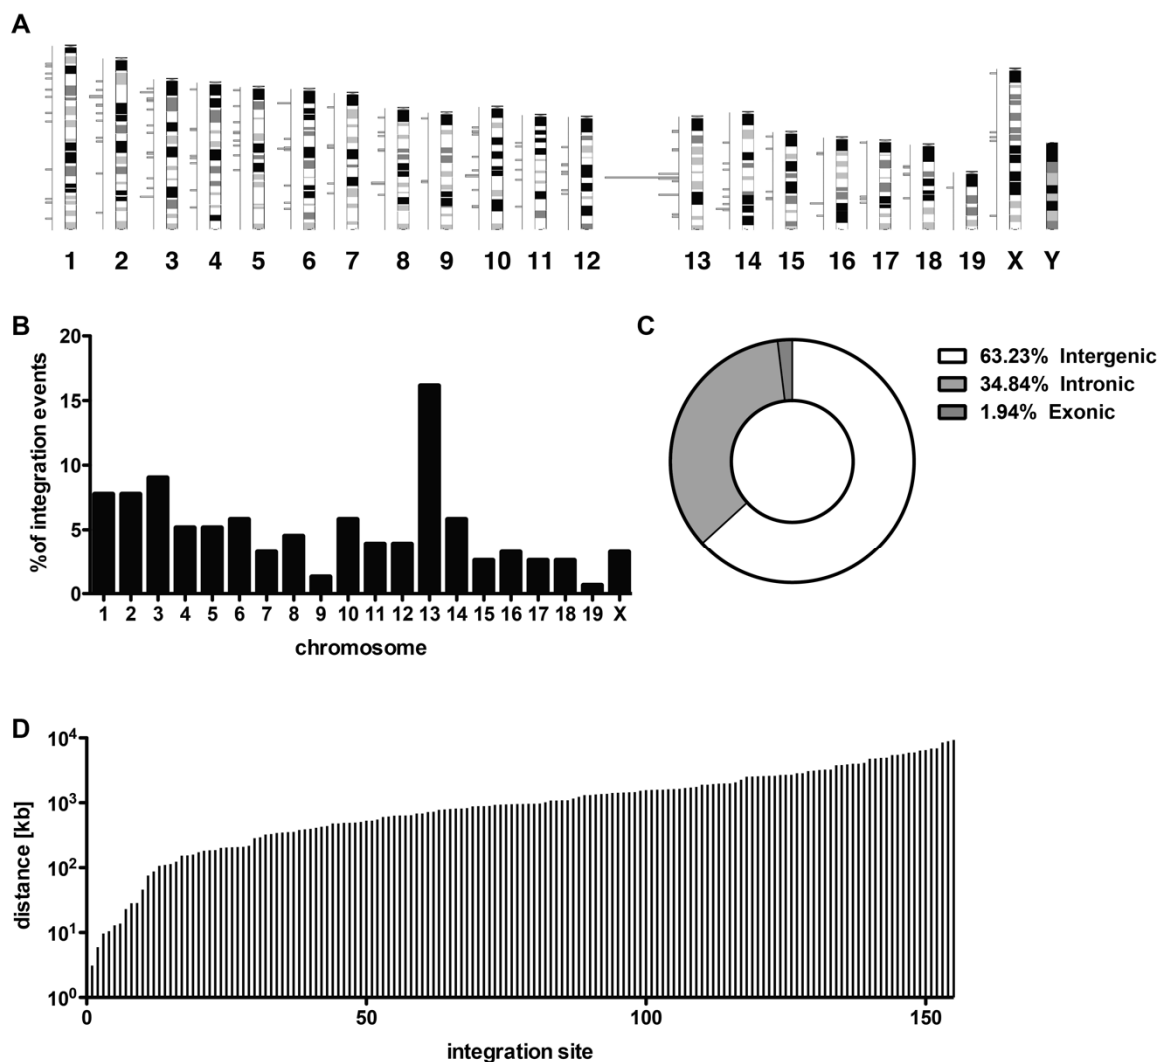 A
1 2 3 4 5 6 7 8 9 10 11 12 13 14 15 16 17 18 19 X Y
B
% of integration events
20
15
10
5
0
1 2 3 4 5 6 7 8 9 10 11 12 13 14 15 16 17 18 19 X
chromosome
C
63.23% Intergenic
34.84% Intronic
1.94% Exonic
D
distance [kb]
10⁴
10³
10²
10¹
10⁰
0 50 100 150
integration site